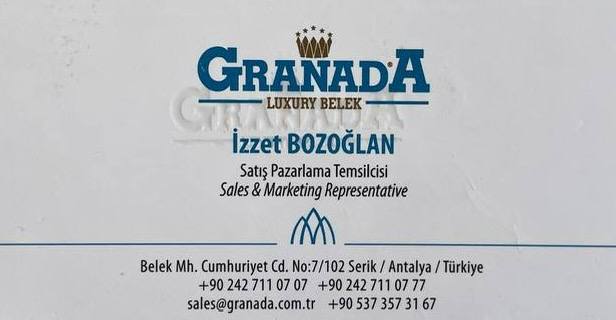 GRANADA
LUXURY BELEK
GRANADA
İzzet BOZOĞLAN
Satış Pazarlama Temsilcisi
Sales & Marketing Representative
Belek Mh. Cumhuriyet Cd. No:7/102 Serik / Antalya / Türkiye
+90 242 711 07 07 +90 242 711 07 77
sales@granada.com.tr +90 537 357 31 67